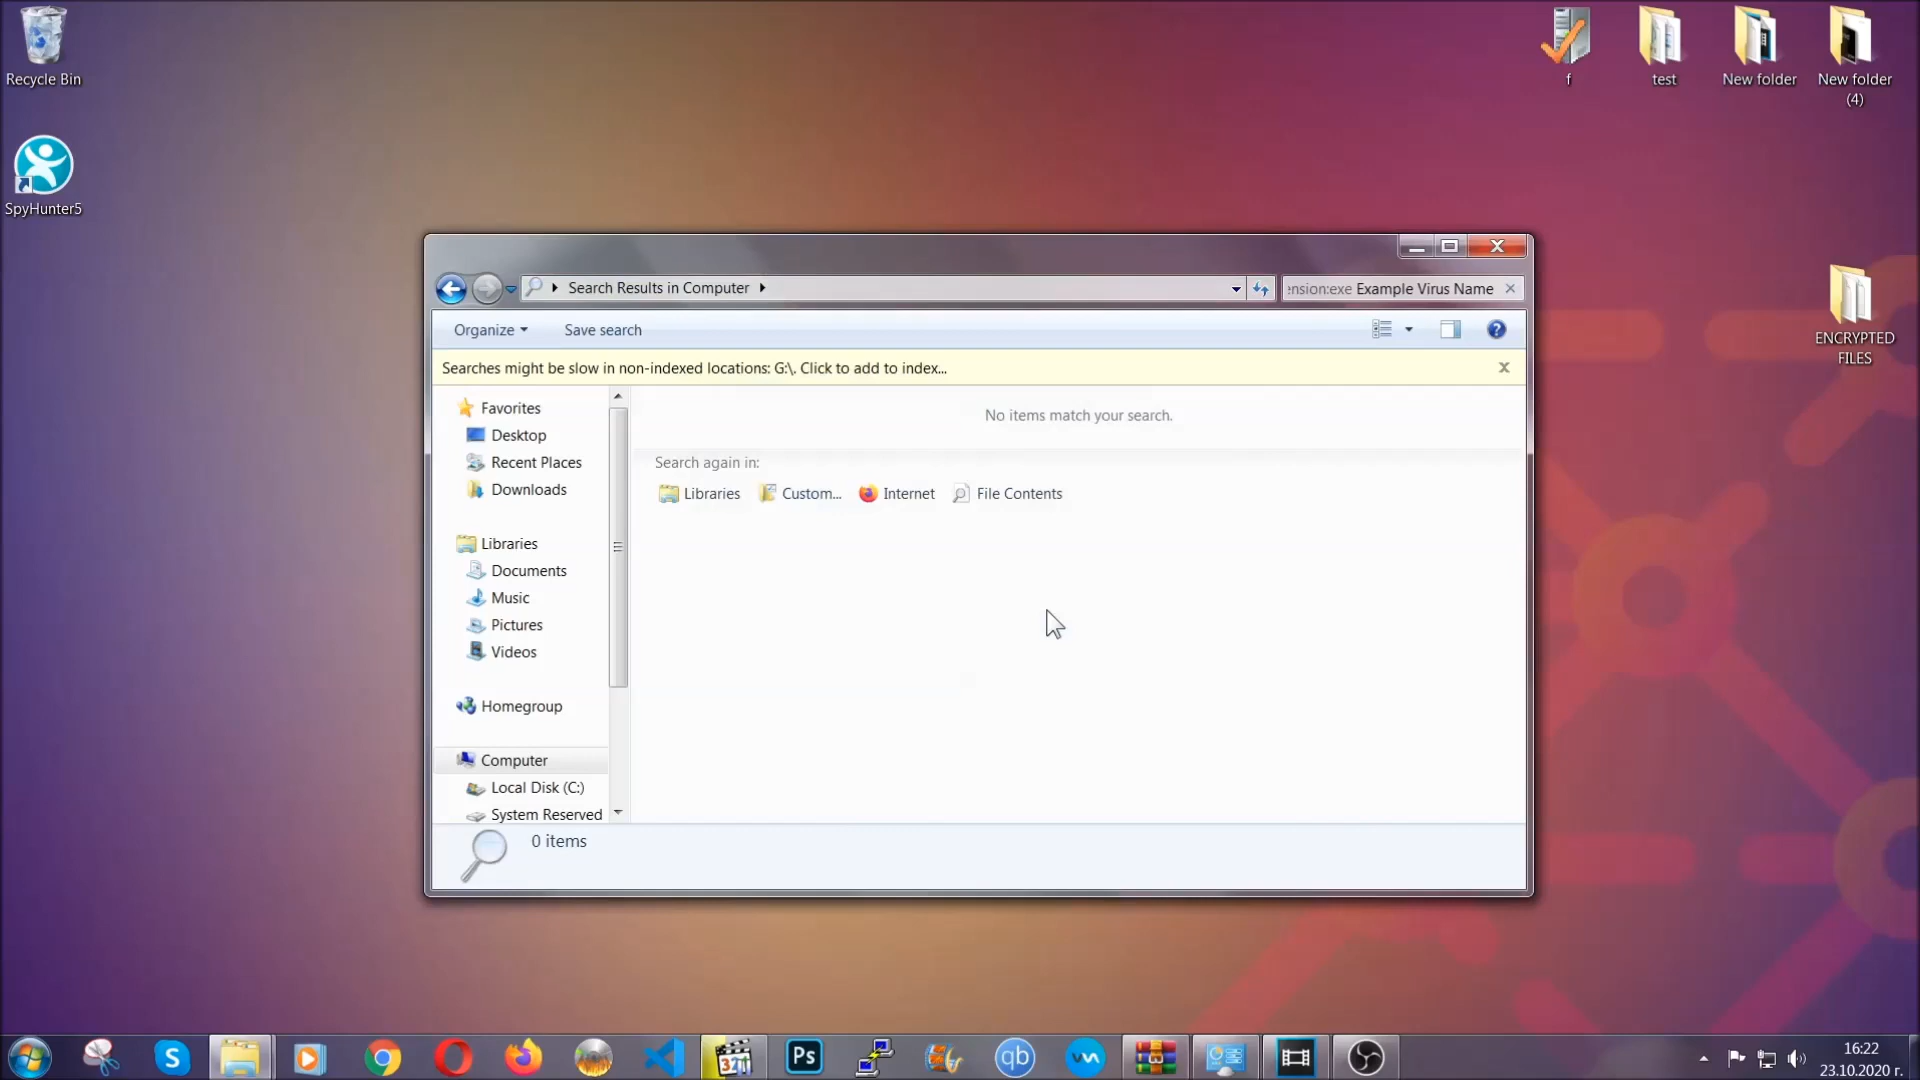 Recycle Bin
SpyHunter5
f
test
New folder
New folder
(4)
ENCRYPTED
FILES
Search Results in Computer
ension:exe Example Virus Name
Organize
Save search
Searches might be slow in non-indexed locations: G:\. Click to add to index...
Favorites
Desktop
Recent Places
Downloads
Libraries
Documents
Music
Pictures
Videos
Homegroup
Computer
Local Disk (C:)
System Reserved
No items match your search.
Search again in:
Libraries
Custom...
Internet
File Contents
0 items
S
321
Ps
qb
16:22
23.10.2020 г.